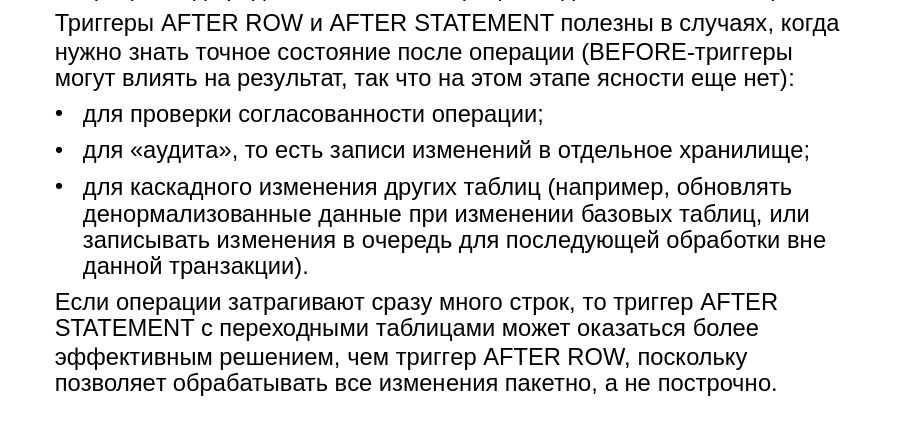 Триггеры AFTER ROW и AFTER STATEMENT полезны в случаях, когда
нужно знать точное состояние после операции (BEFORE-триггеры
могут влиять на результат, так что на этом этапе ясности еще нет):
• для проверки согласованности операции;
• для «аудита», то есть записи изменений в отдельное хранилище;
• для каскадного изменения других таблиц (например, обновлять
денормализованные данные при изменении базовых таблиц, или
записывать изменения в очередь для последующей обработки вне
данной транзакции).
Если операции затрагивают сразу много строк, то триггер AFTER
STATEMENT с переходными таблицами может оказаться более
эффективным решением, чем триггер AFTER ROW, поскольку
позволяет обрабатывать все изменения пакетно, а не построчно.